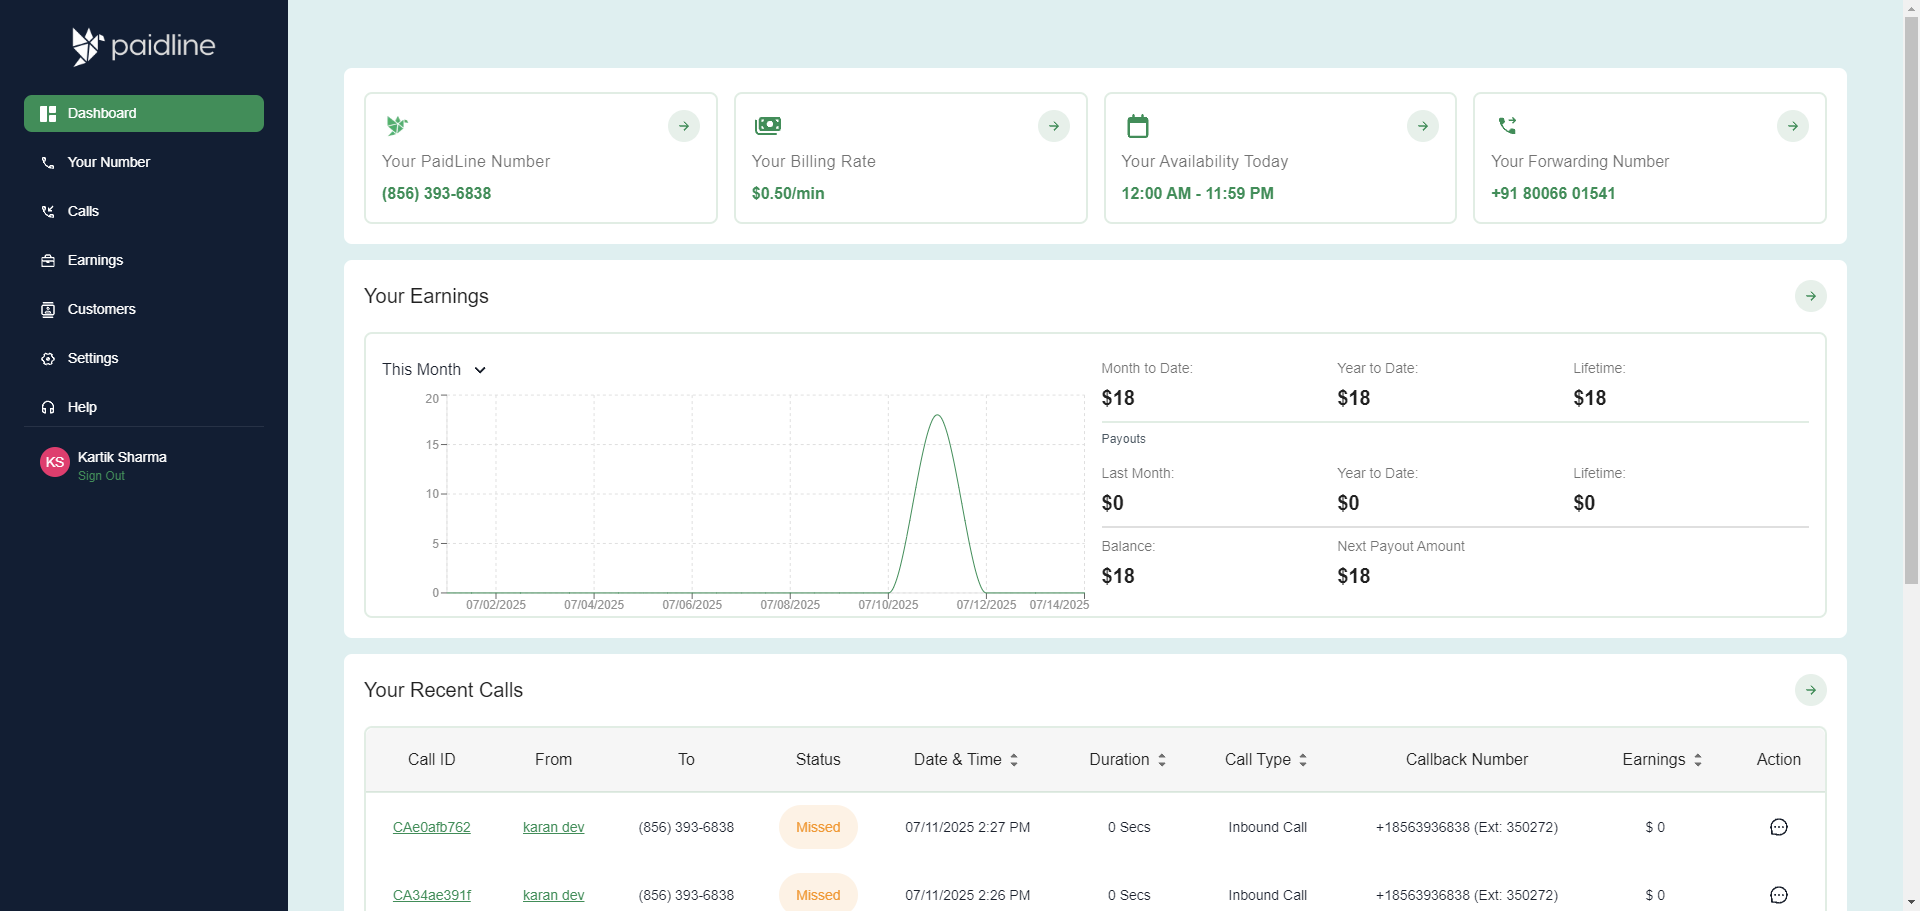 paidline
Dashboard
Your Number
Calls
Earnings
Customers
Settings
Help
KS
Kartik Sharma
Sign Out
Your PaidLine Number
(856) 393-6838
Your Billing Rate
$0.50/min
Your Availability Today
12:00 AM - 11:59 PM
Your Forwarding Number
+91 80066 01541
Your Earnings
This Month
20
15
10
5
0
07/02/2025 07/04/2025 07/06/2025 07/08/2025 07/10/2025 07/12/2025 07/14/2025
Month to Date: Year to Date: Lifetime:
$18 $18 $18
Payouts
Last Month: Year to Date: Lifetime:
$0 $0 $0
Balance: Next Payout Amount
$18 $18
Your Recent Calls
Call ID From To Status Date & Time Duration Call Type Callback Number Earnings Action
CAe0afb762 karan dev (856) 393-6838 Missed 07/11/2025 2:27 PM 0 Secs Inbound Call +18563936838 (Ext: 350272) $ 0
CA34ae391f karan dev (856) 393-6838 Missed 07/11/2025 2:26 PM 0 Secs Inbound Call +18563936838 (Ext: 350272) $ 0